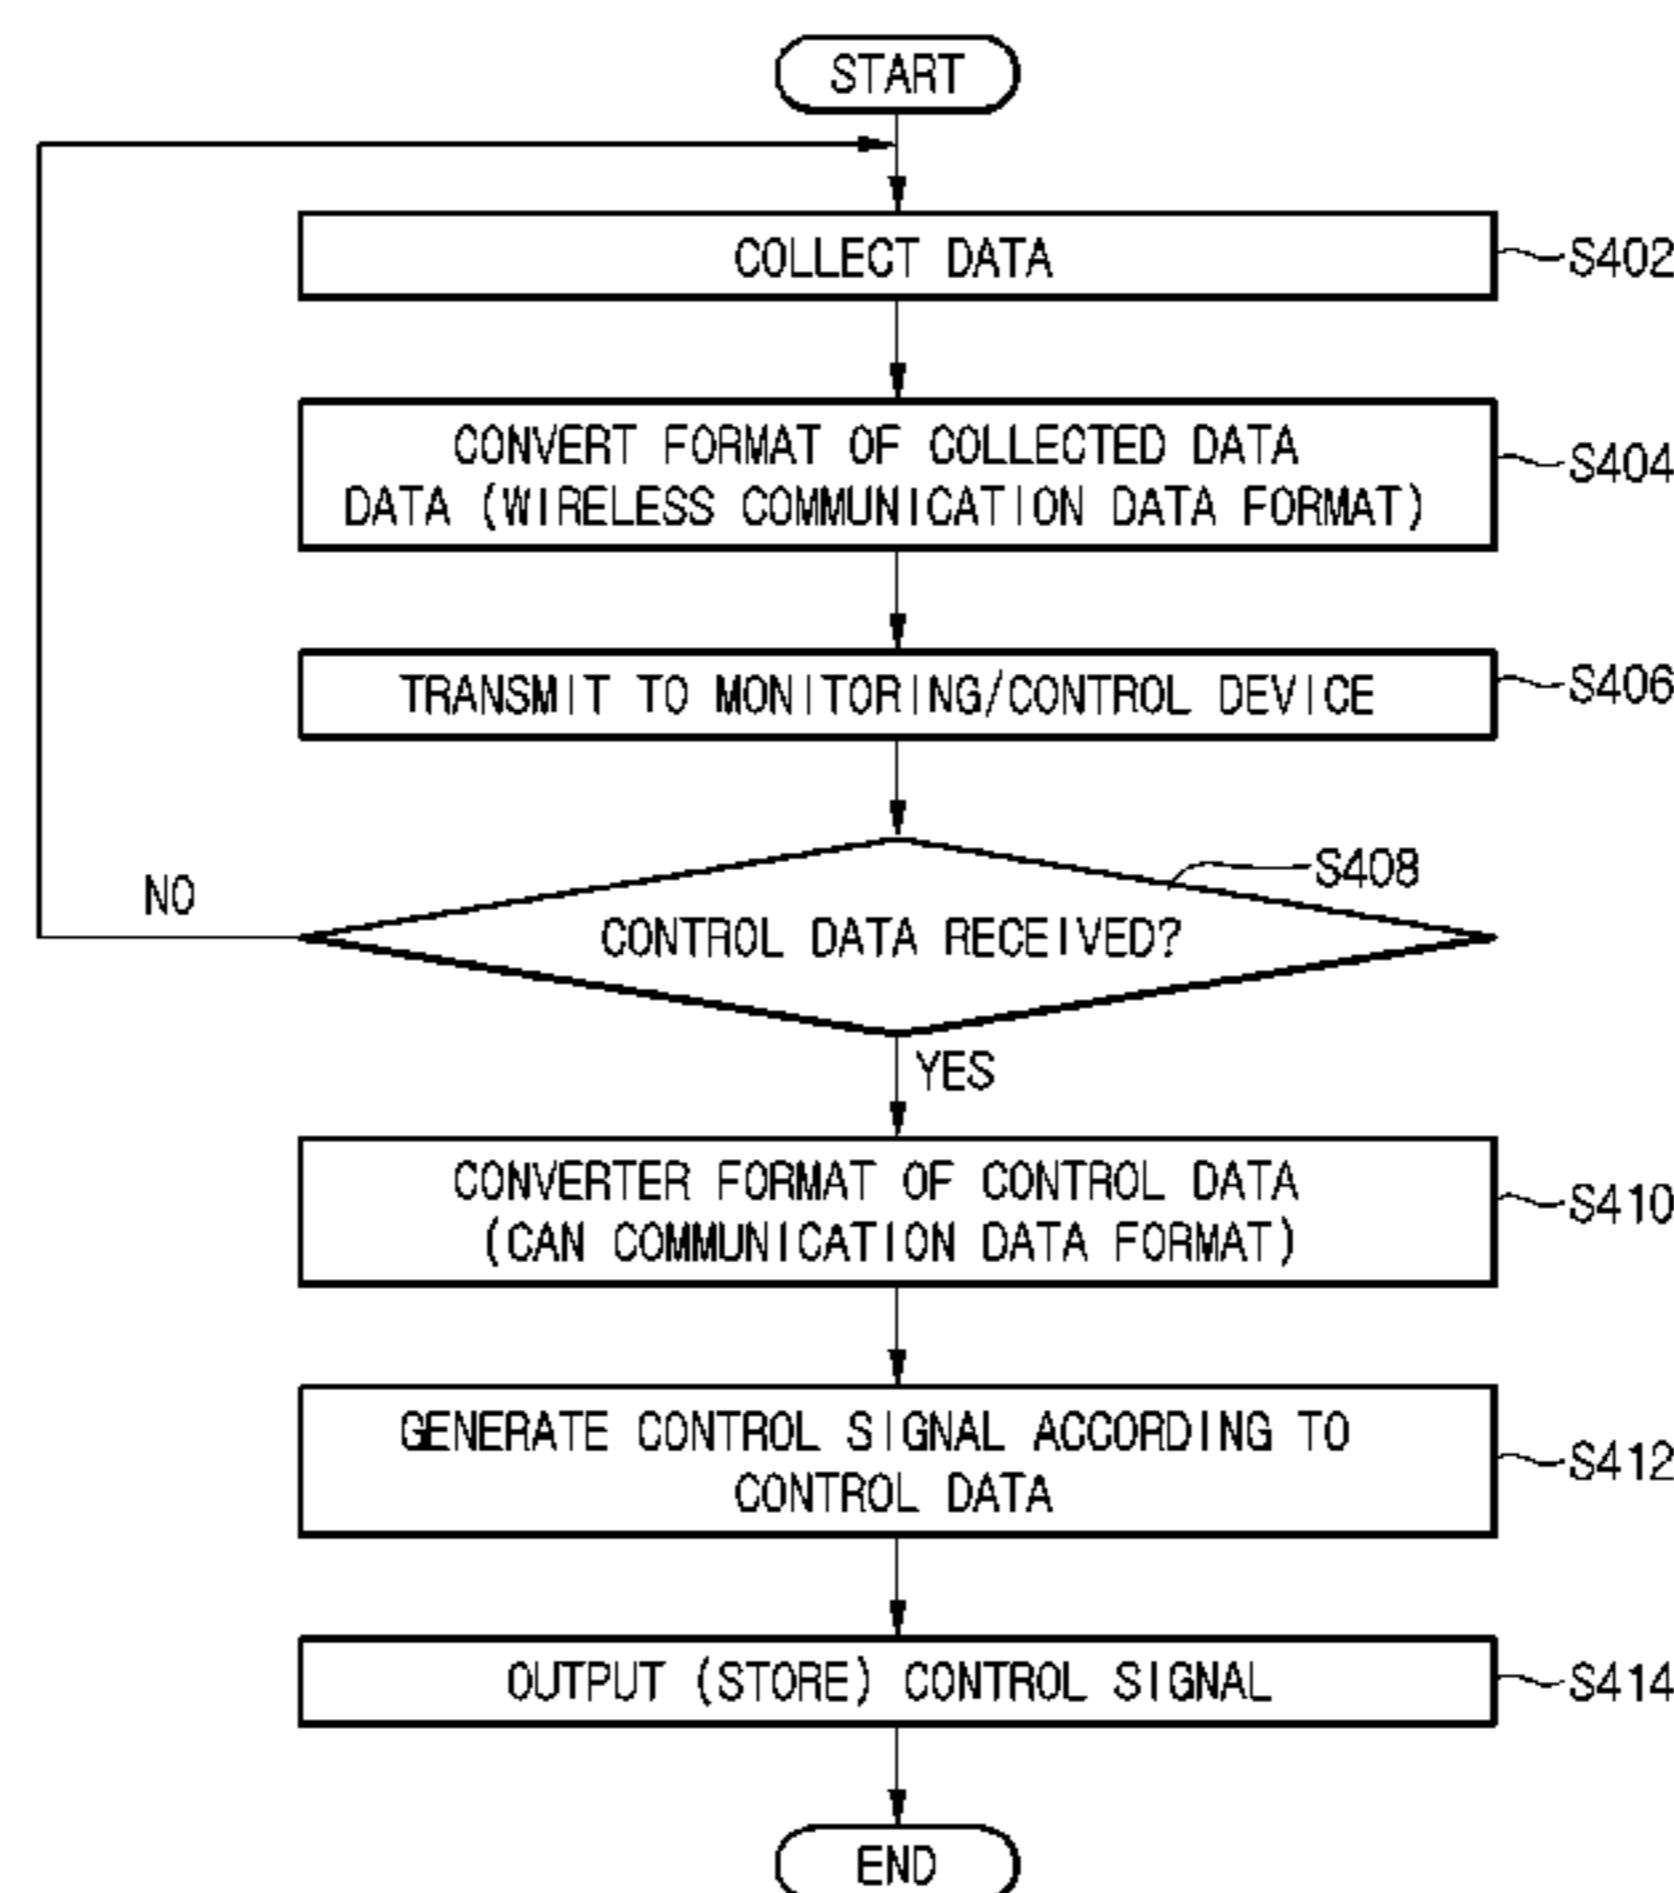 START
COLLECT DATA
S402
CONVERT FORMAT OF COLLECTED DATA
DATA (WIRELESS COMMUNICATION DATA FORMAT)
S404
TRANSMIT TO MONITORING/CONTROL DEVICE
S406
S408
NO
CONTROL DATA RECEIVED?
YES
CONVERTER FORMAT OF CONTROL DATA
(CAN COMMUNICATION DATA FORMAT)
S410
GENERATE CONTROL SIGNAL ACCORDING TO
CONTROL DATA
S412
OUTPUT (STORE) CONTROL SIGNAL
S414
END